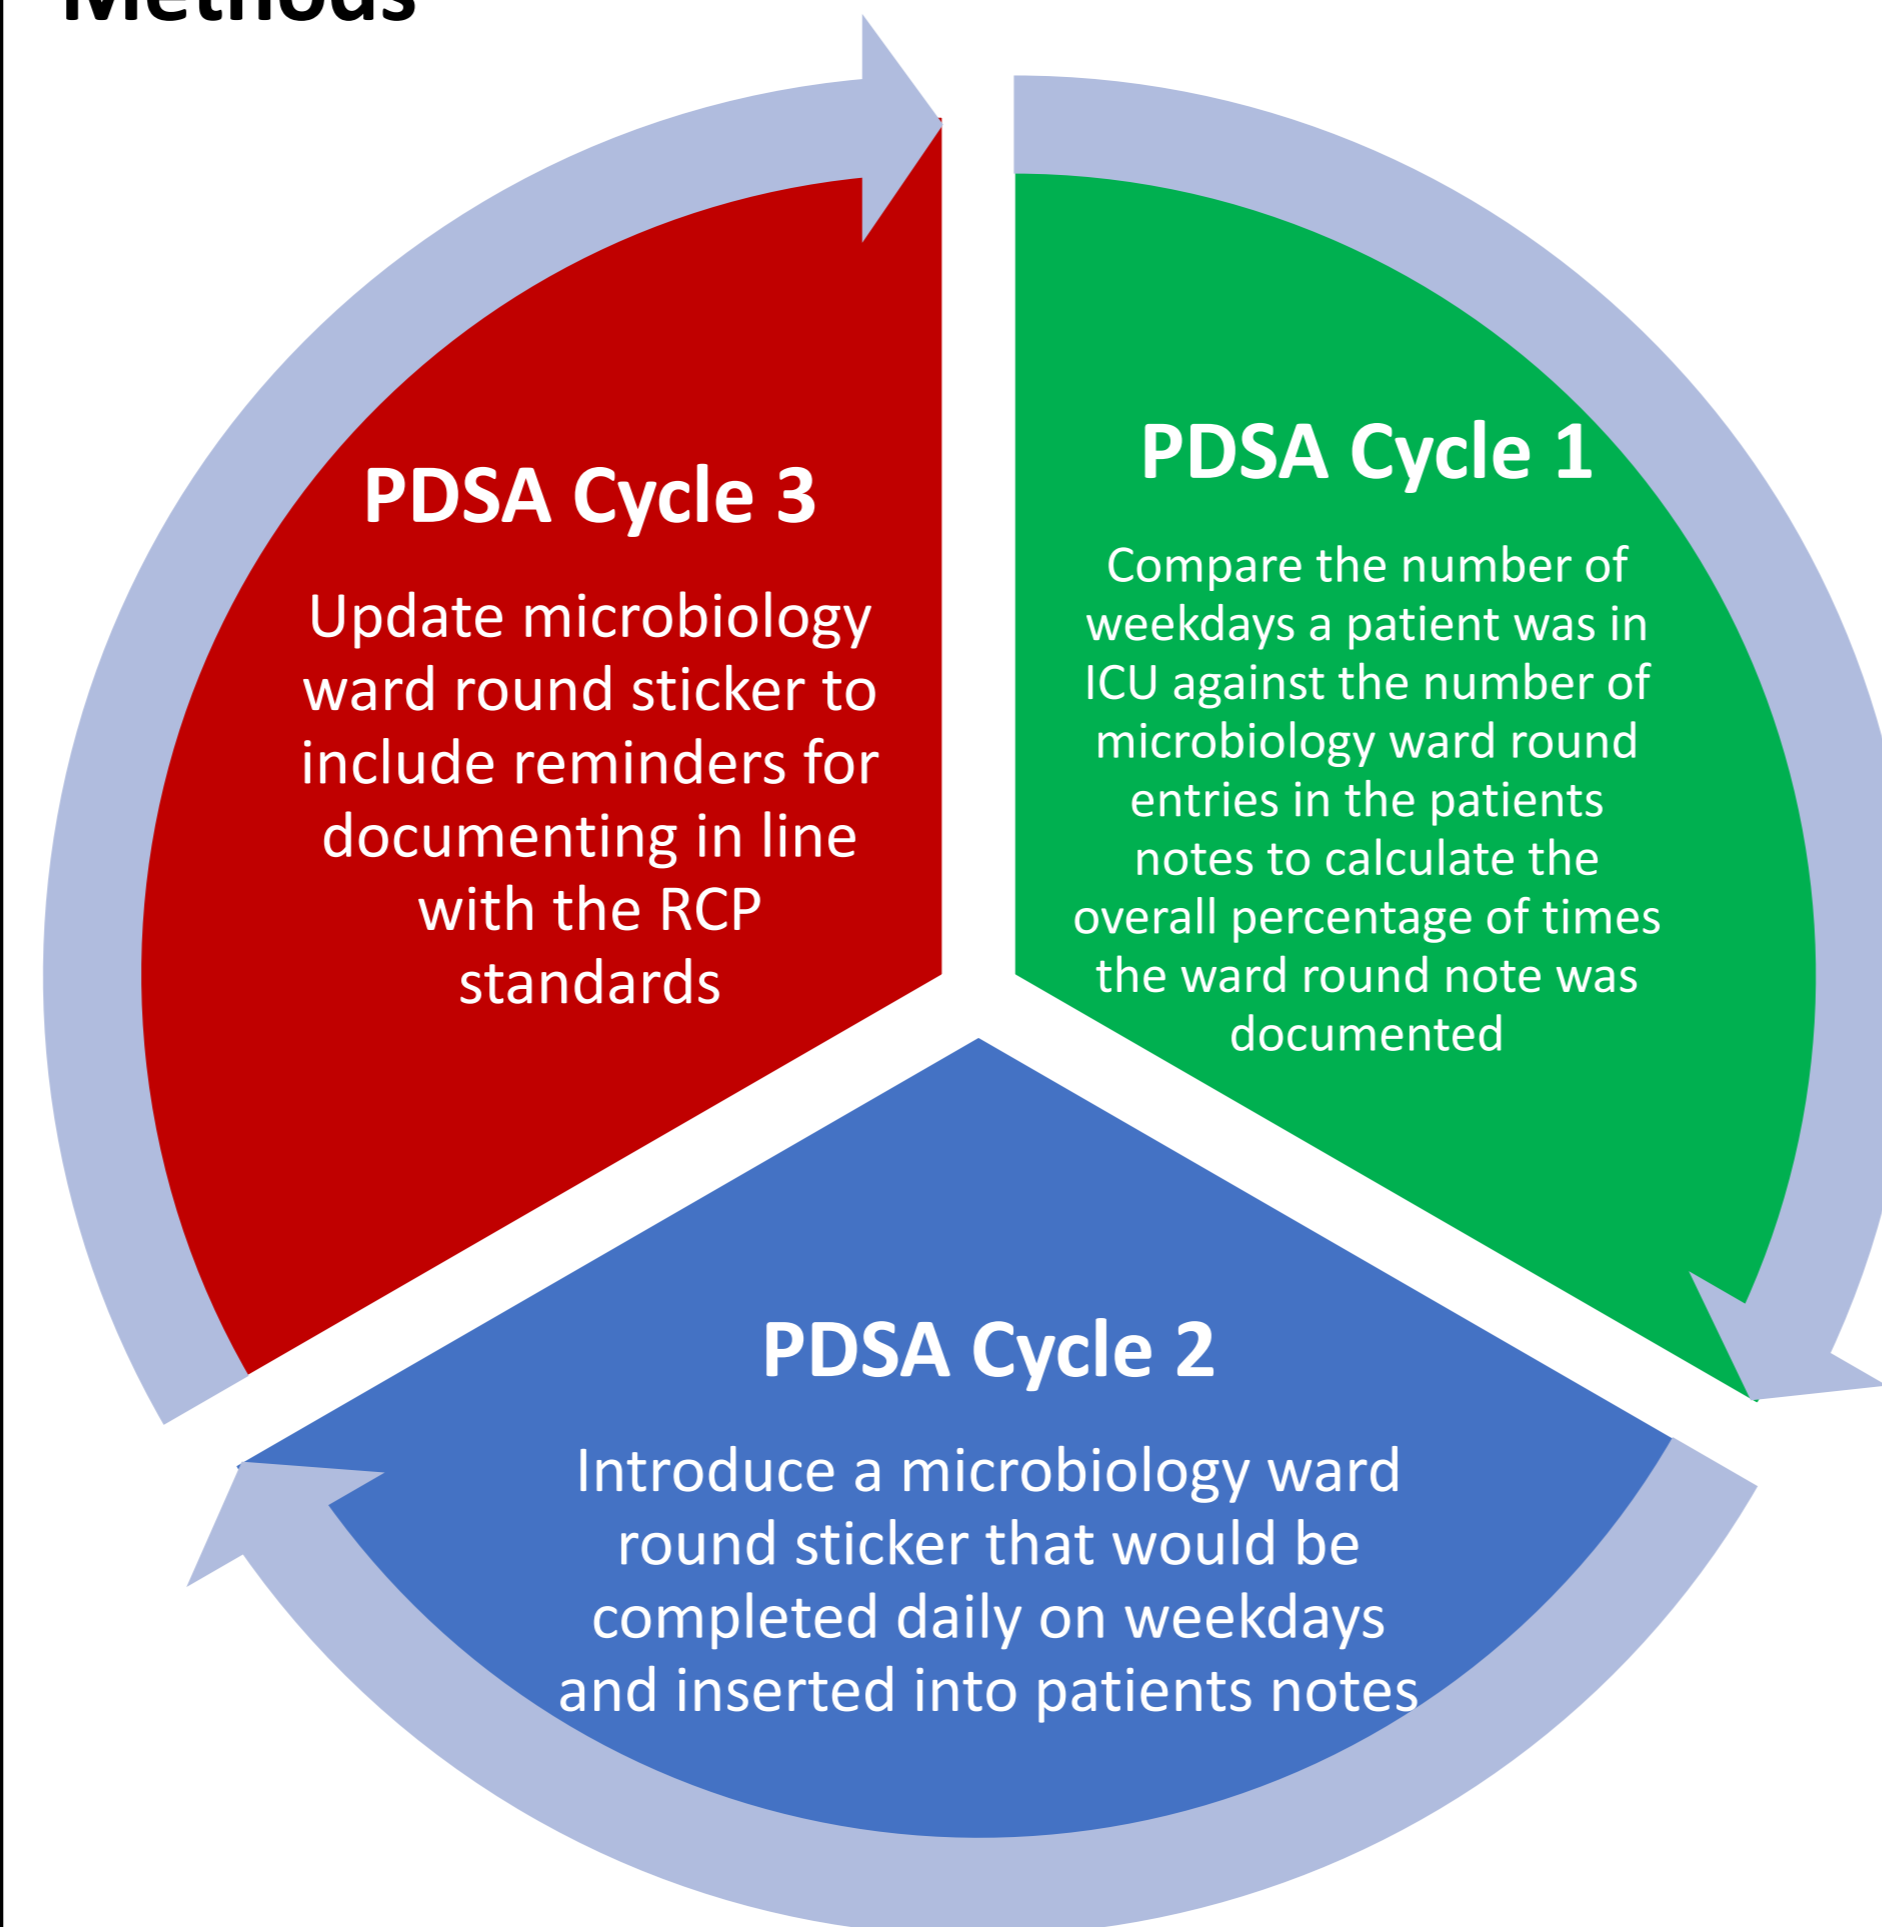 Methods
PDSA Cycle 1
Compare the number of
weekdays a patient was in
ICU against the number of
microbiology ward round
entries in the patients
notes to calculate the
overall percentage of times
the ward round note was
documented
PDSA Cycle 2
Introduce a microbiology ward
round sticker that would be
completed daily on weekdays
and inserted into patients notes
PDSA Cycle 3
Update microbiology
ward round sticker to
include reminders for
documenting in line
with the RCP
standards